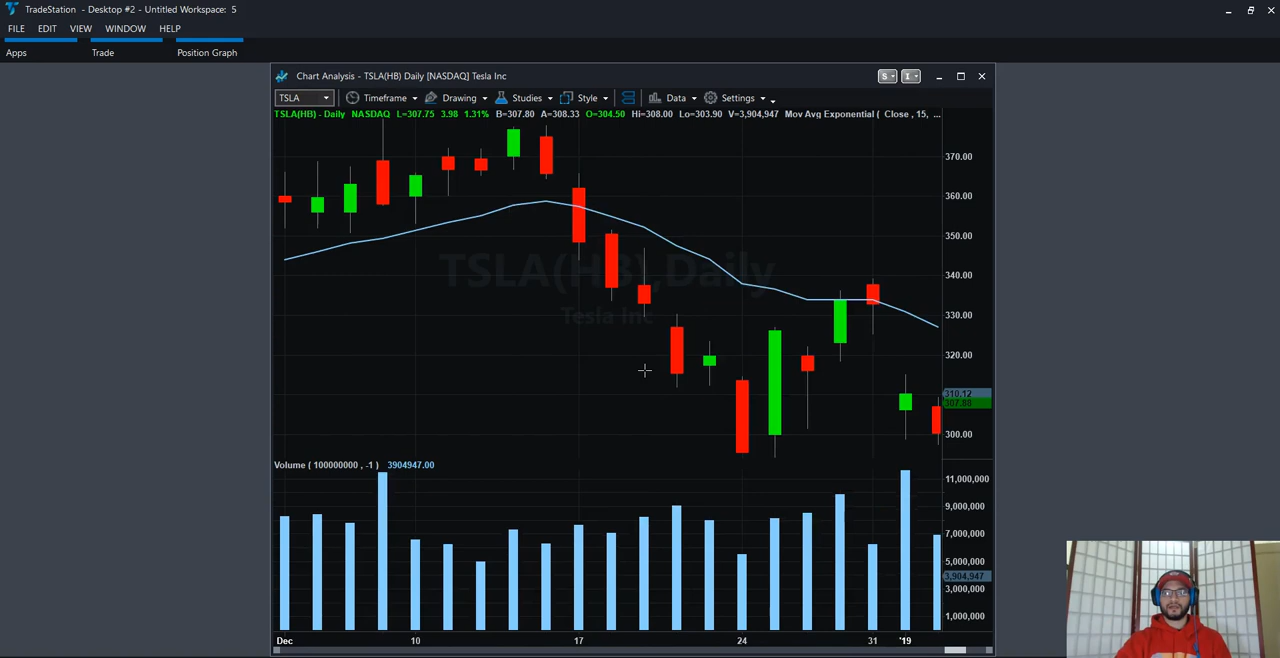 TradeStation - Desktop #2 - Untitled Workspace: 5
FILE EDIT VIEW WINDOW HELP
Apps Trade Position Graph
Chart Analysis - TSLA(HB) Daily [NASDAQ] Tesla Inc
S I
TSLA Timeframe Drawing Studies Style Data Settings
TSLA(HB) - Daily NASDAQ L=307.75 3.98 1.31% B=307.80 A=308.33 O=304.50 Hi=308.00 Lo=303.90 V=3,904,947 Mov Avg Exponential ( Close , 15, ...
370.00
360.00
350.00
340.00
TSLA(HB),Daily
Tesla Inc
330.00
320.00
310.12
307.88
300.00
Volume ( 100000000 , -1 ) 3904947.00
11,000,000
9,000,000
7,000,000
5,000,000
3,904,947
3,000,000
1,000,000
Dec 10 17 24 31 '19